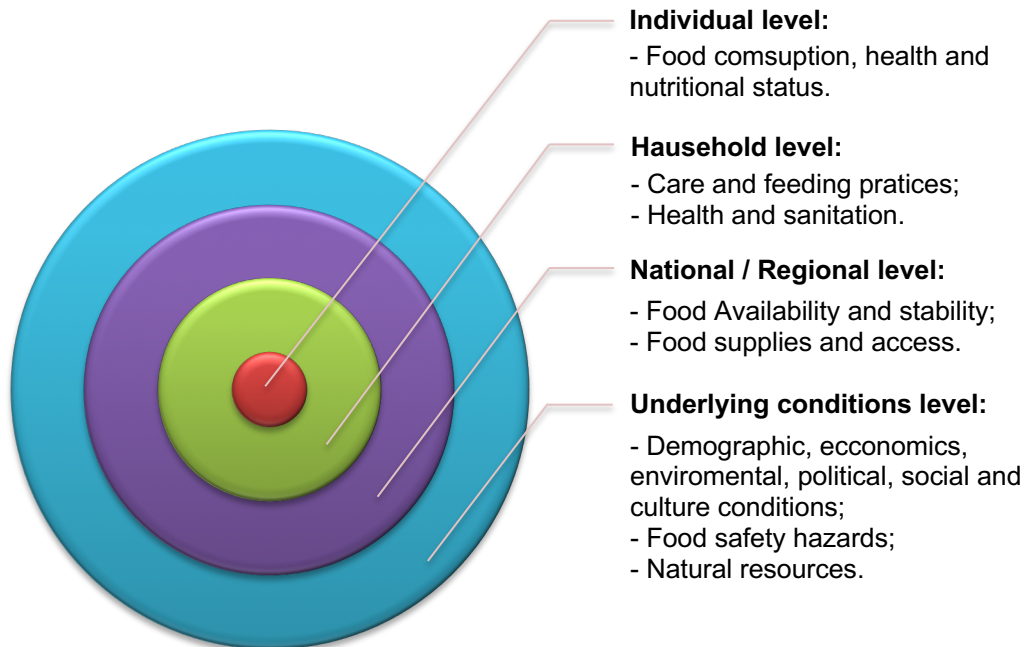 Individual level:
- Food comsuption, health and
nutritional status.
Hausehold level:
- Care and feeding pratices;
- Health and sanitation.
National / Regional level:
- Food Availability and stability;
- Food supplies and access.
Underlying conditions level:
- Demographic, ecconomics,
enviromental, political, social and
culture conditions;
- Food safety hazards;
- Natural resources.